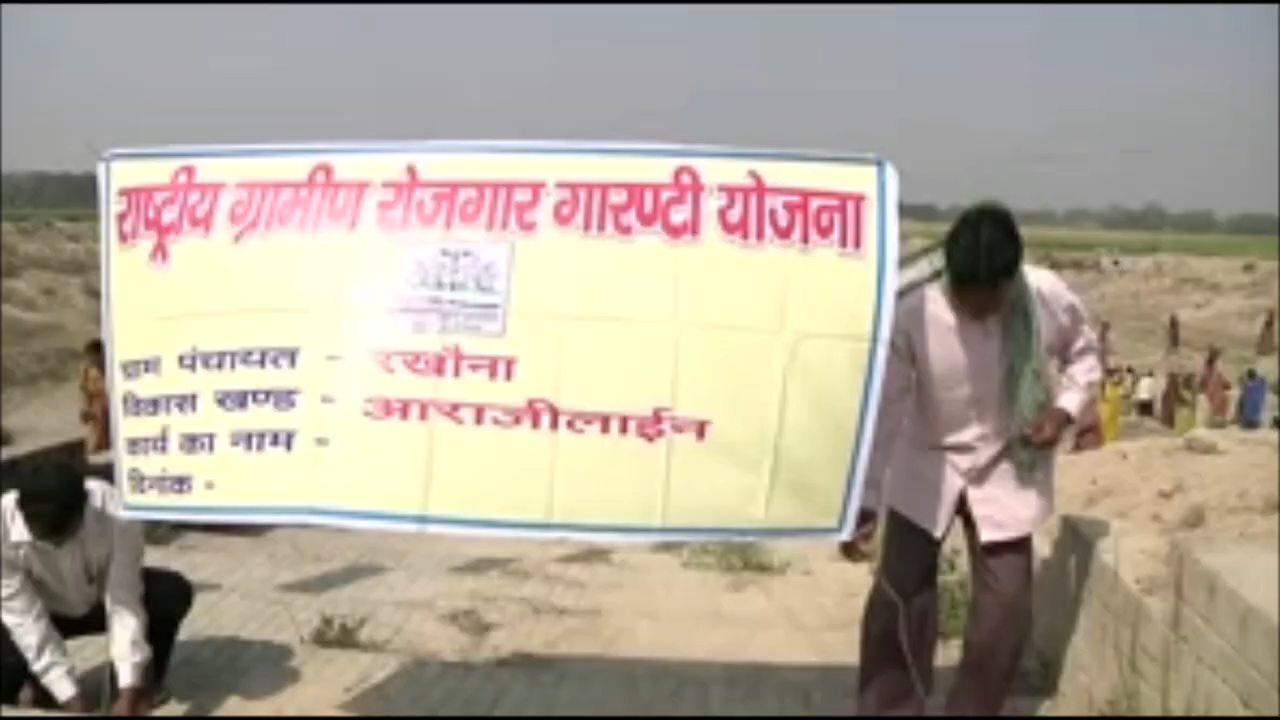 राष्ट्रीय ग्रामीण रोजगार गारण्टी योजना
ग्राम पंचायत - रखौना
विकास खण्ड - आराजीलाईन
कार्य का नाम -
दिनांक -